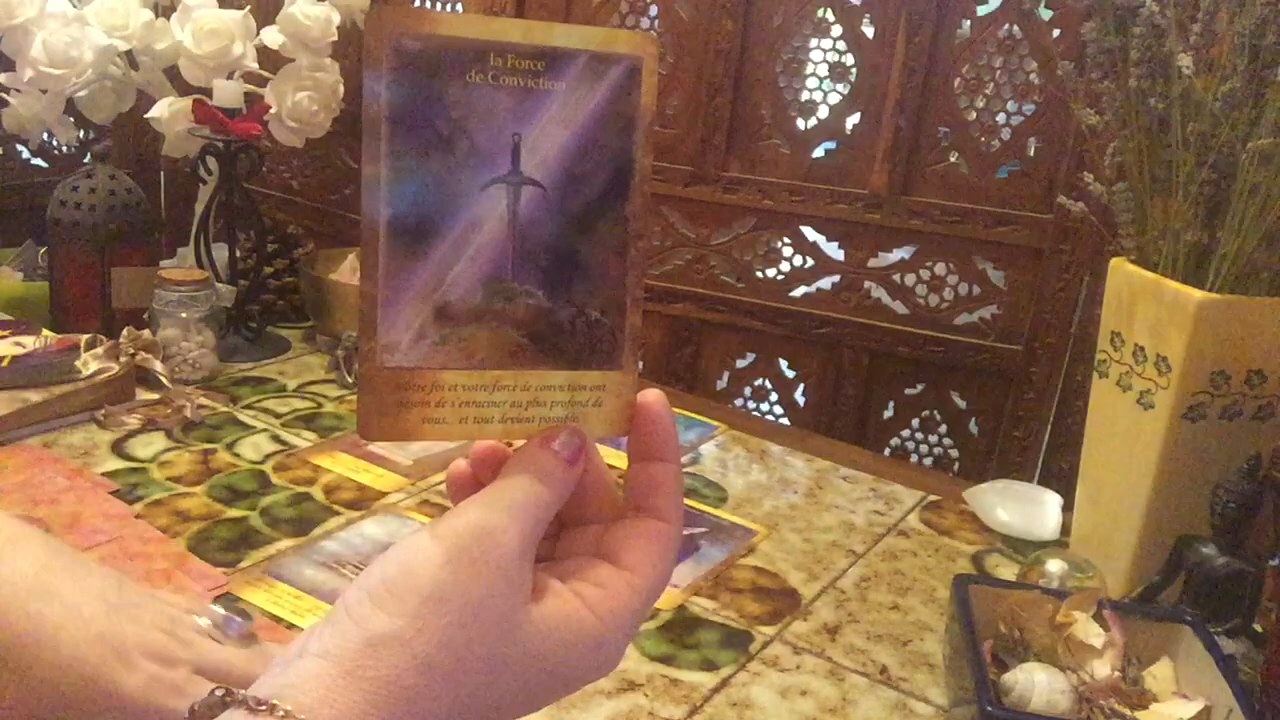 la Force
de Conviction
Votre foi et votre force de conviction ont
besoin de s'enraciner au plus profond de
vous... et tout devient possible.